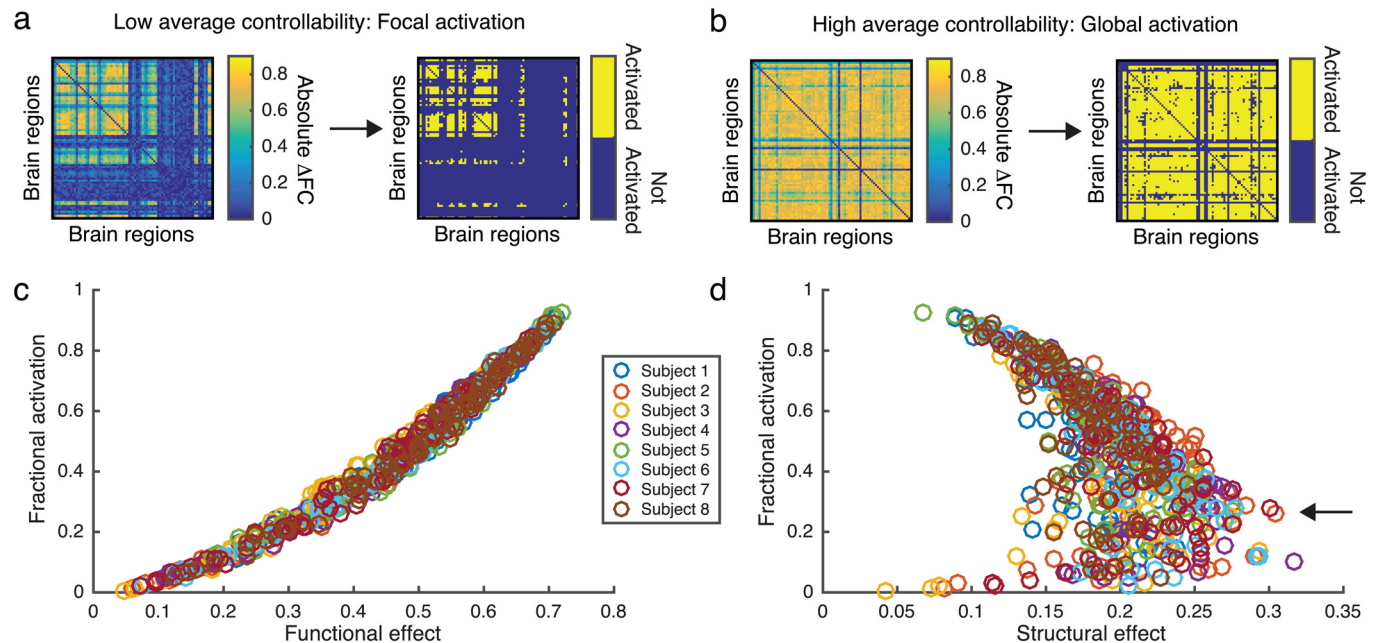 a
Low average controllability: Focal activation
Brain regions
Brain regions
0.8
0.6
0.4
0.2
0
Absolute ΔFC
Brain regions
Brain regions
Activated
Not
Activated
b
High average controllability: Global activation
Brain regions
Brain regions
0.8
0.6
0.4
0.2
0
Absolute ΔFC
Brain regions
Brain regions
Activated
Not
Activated
c
Fractional activation
1
0.8
0.6
0.4
0.2
0
0 0.1 0.2 0.3 0.4 0.5 0.6 0.7 0.8
Functional effect
Subject 1
Subject 2
Subject 3
Subject 4
Subject 5
Subject 6
Subject 7
Subject 8
d
Fractional activation
1
0.8
0.6
0.4
0.2
0
0 0.05 0.1 0.15 0.2 0.25 0.3 0.35
Structural effect